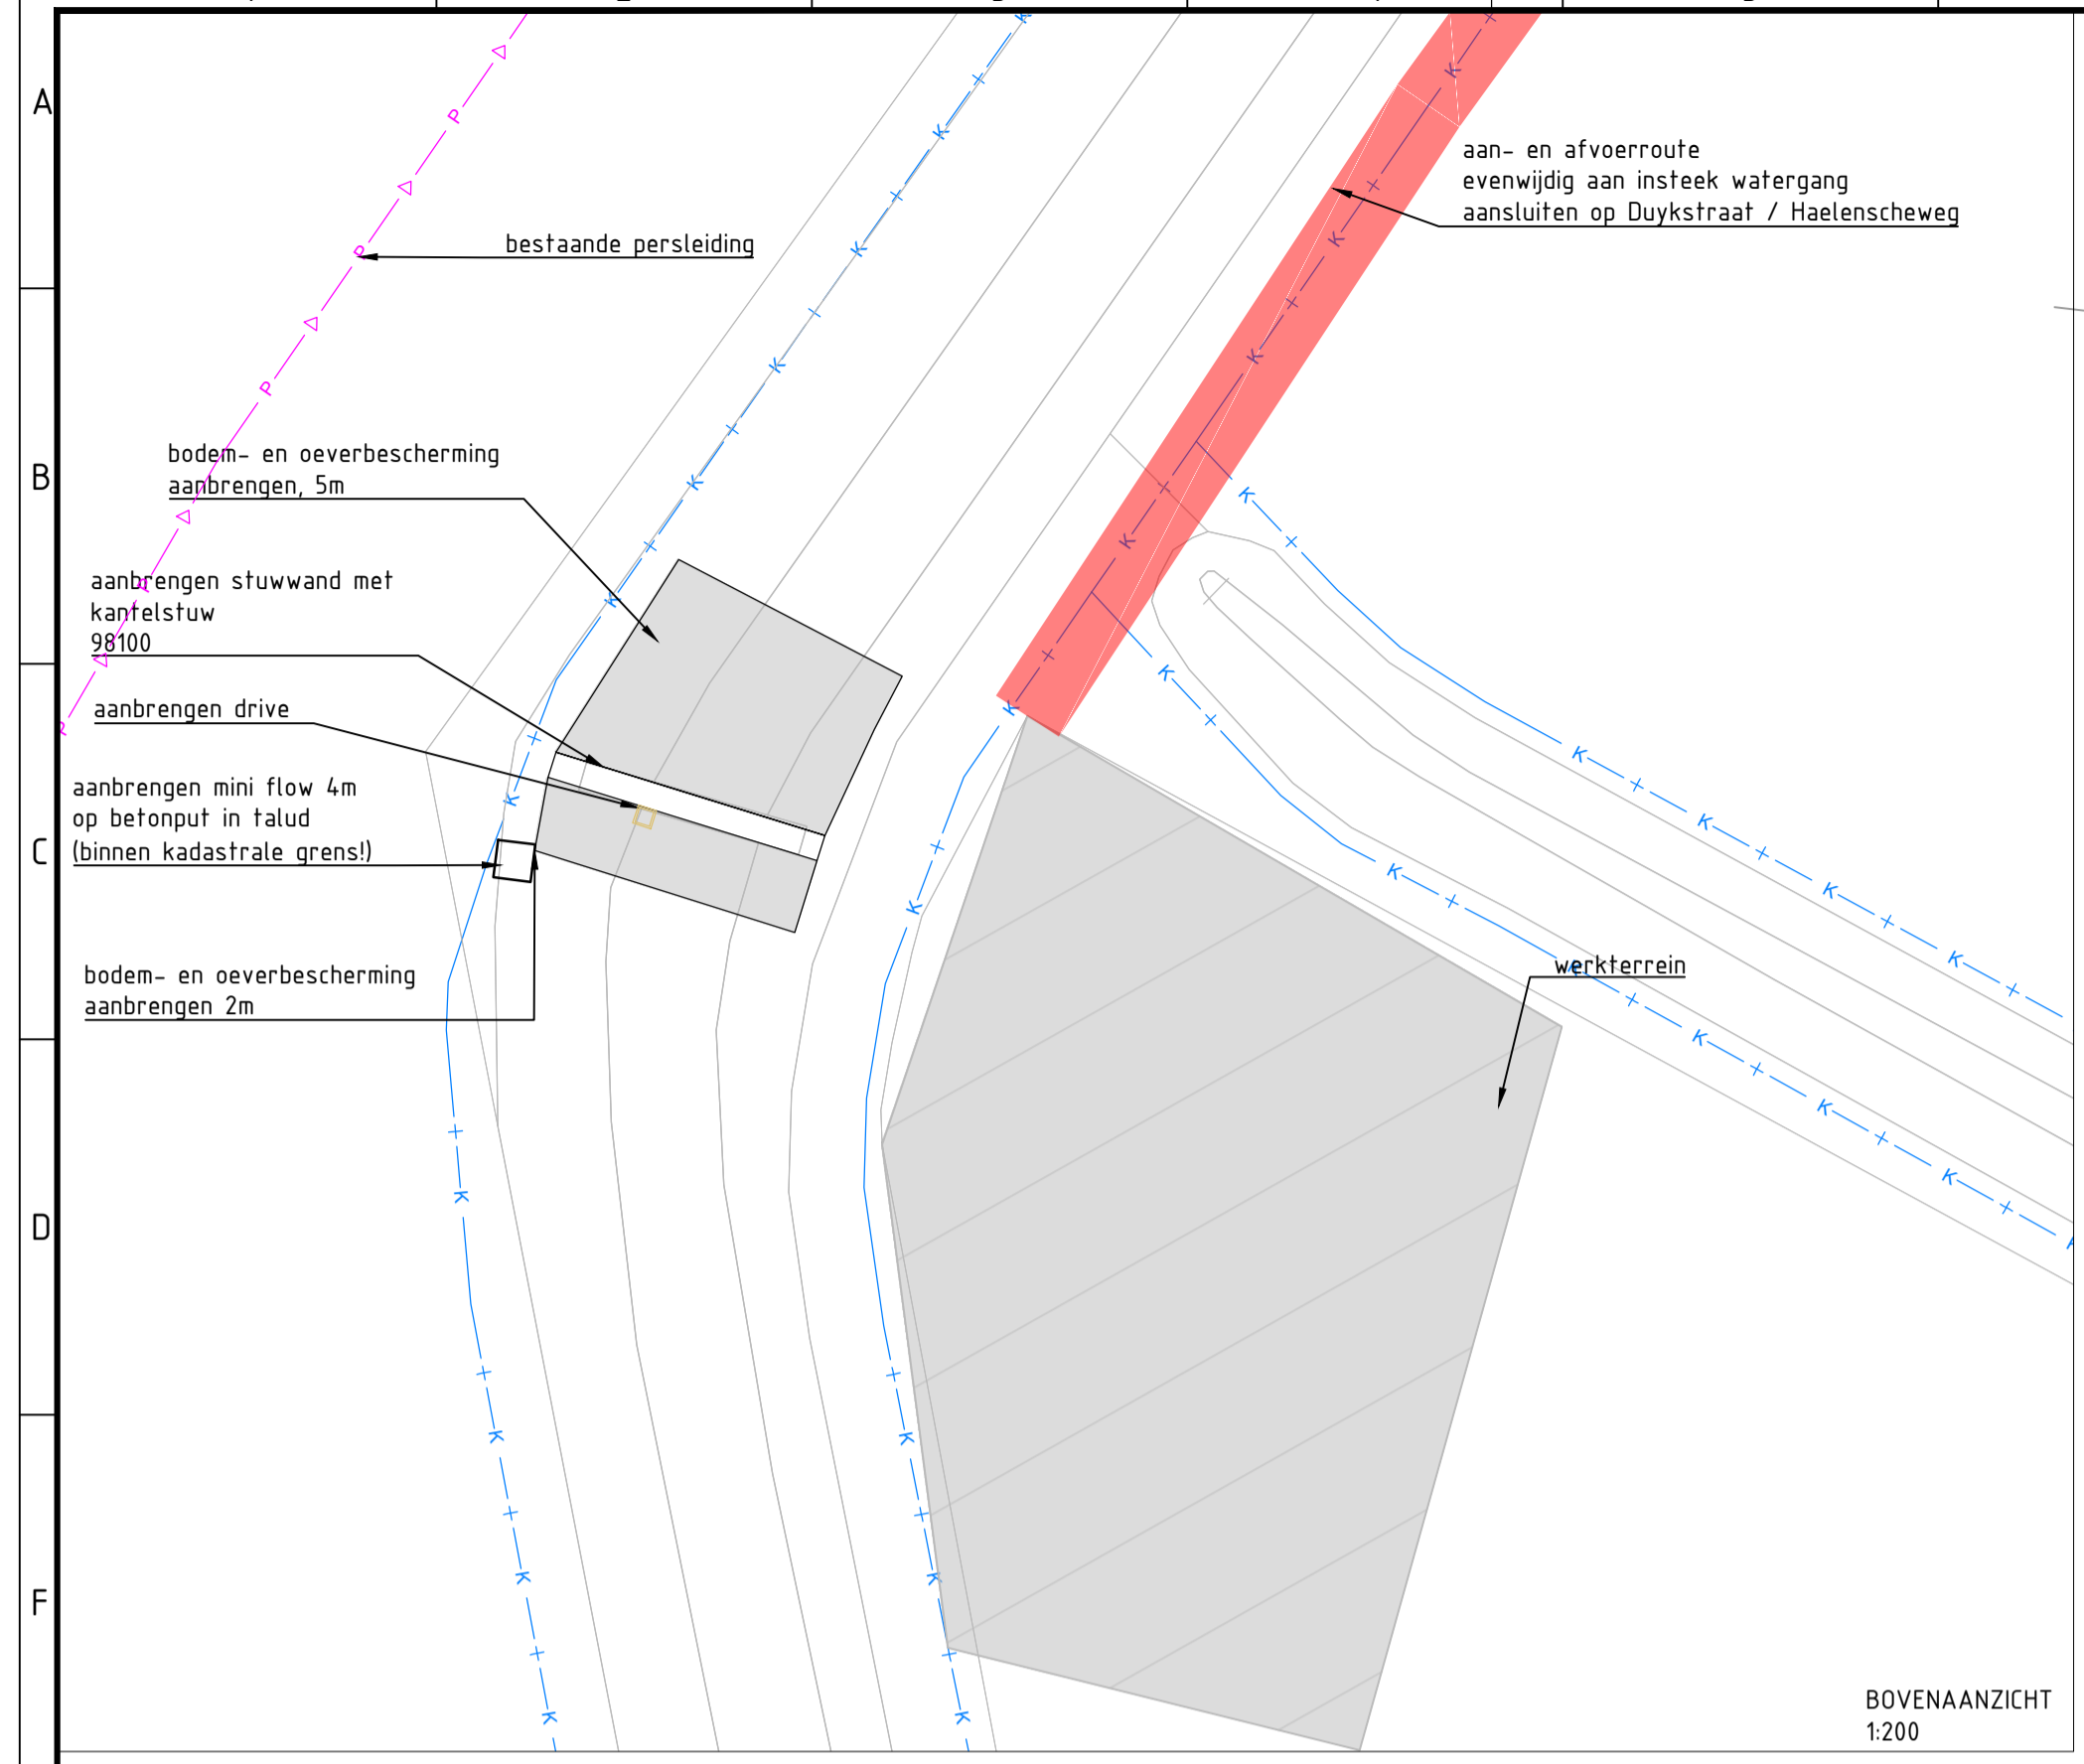 A
aan- en afvoerroute
evenwijdig aan insteek watergang
aansluiten op Duykstraat / Haelenscheweg
bestaande persleiding
B
bodem- en oeverbescherming
aanbrengen, 5m
aanbrengen stuwwand met
kantelstuw
98100
aanbrengen drive
C
aanbrengen mini flow 4m
op betonput in talud
(binnen kadastrale grens!)
bodem- en oeverbescherming
aanbrengen 2m
werkterrein
D
F
BOVENAANZICHT
1:200